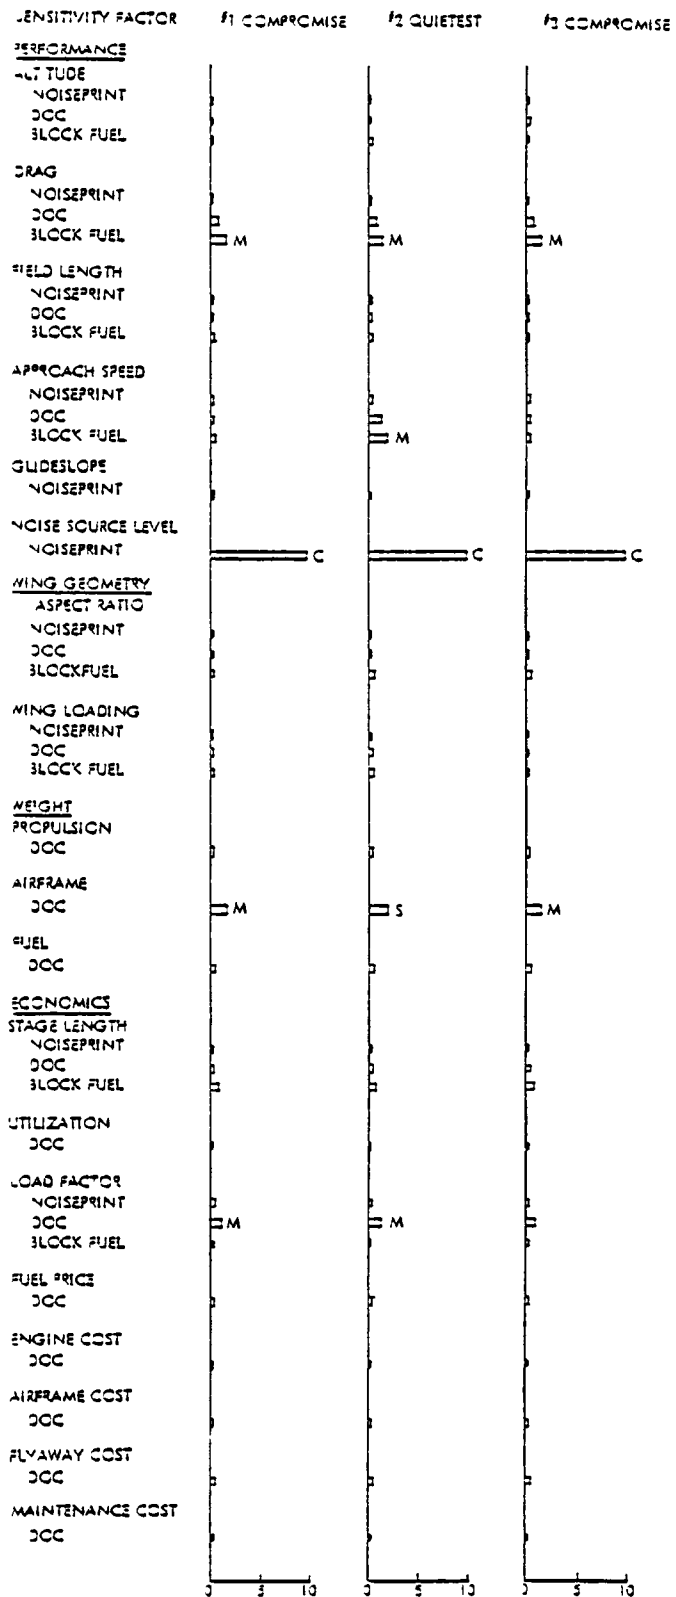 SENSITIVITY FACTOR #1 COMPROMISE #2 QUIETEST #3 COMPROMISE
PERFORMANCE
ALTITUDE
NOISEPRINT
DOC
BLOCK FUEL
DRAG
NOISEPRINT
DOC
BLOCK FUEL M M M
FIELD LENGTH
NOISEPRINT
DOC
BLOCK FUEL
APPROACH SPEED
NOISEPRINT
DOC
BLOCK FUEL M
GLIDESLOPE
NOISEPRINT
NOISE SOURCE LEVEL
NOISEPRINT C C C
WING GEOMETRY
ASPECT RATIO
NOISEPRINT
DOC
BLOCKFUEL
WING LOADING
NOISEPRINT
DOC
BLOCK FUEL
WEIGHT
PROPULSION
DOC
AIRFRAME
DOC M S M
FUEL
DOC
ECONOMICS
STAGE LENGTH
NOISEPRINT
DOC
BLOCK FUEL
UTILIZATION
DOC
LOAD FACTOR
NOISEPRINT
DOC M M
BLOCK FUEL
FUEL PRICE
DOC
ENGINE COST
DOC
AIRFRAME COST
DOC
FLYAWAY COST
DOC
MAINTENANCE COST
DOC
0 5 10 0 5 10 0 5 10